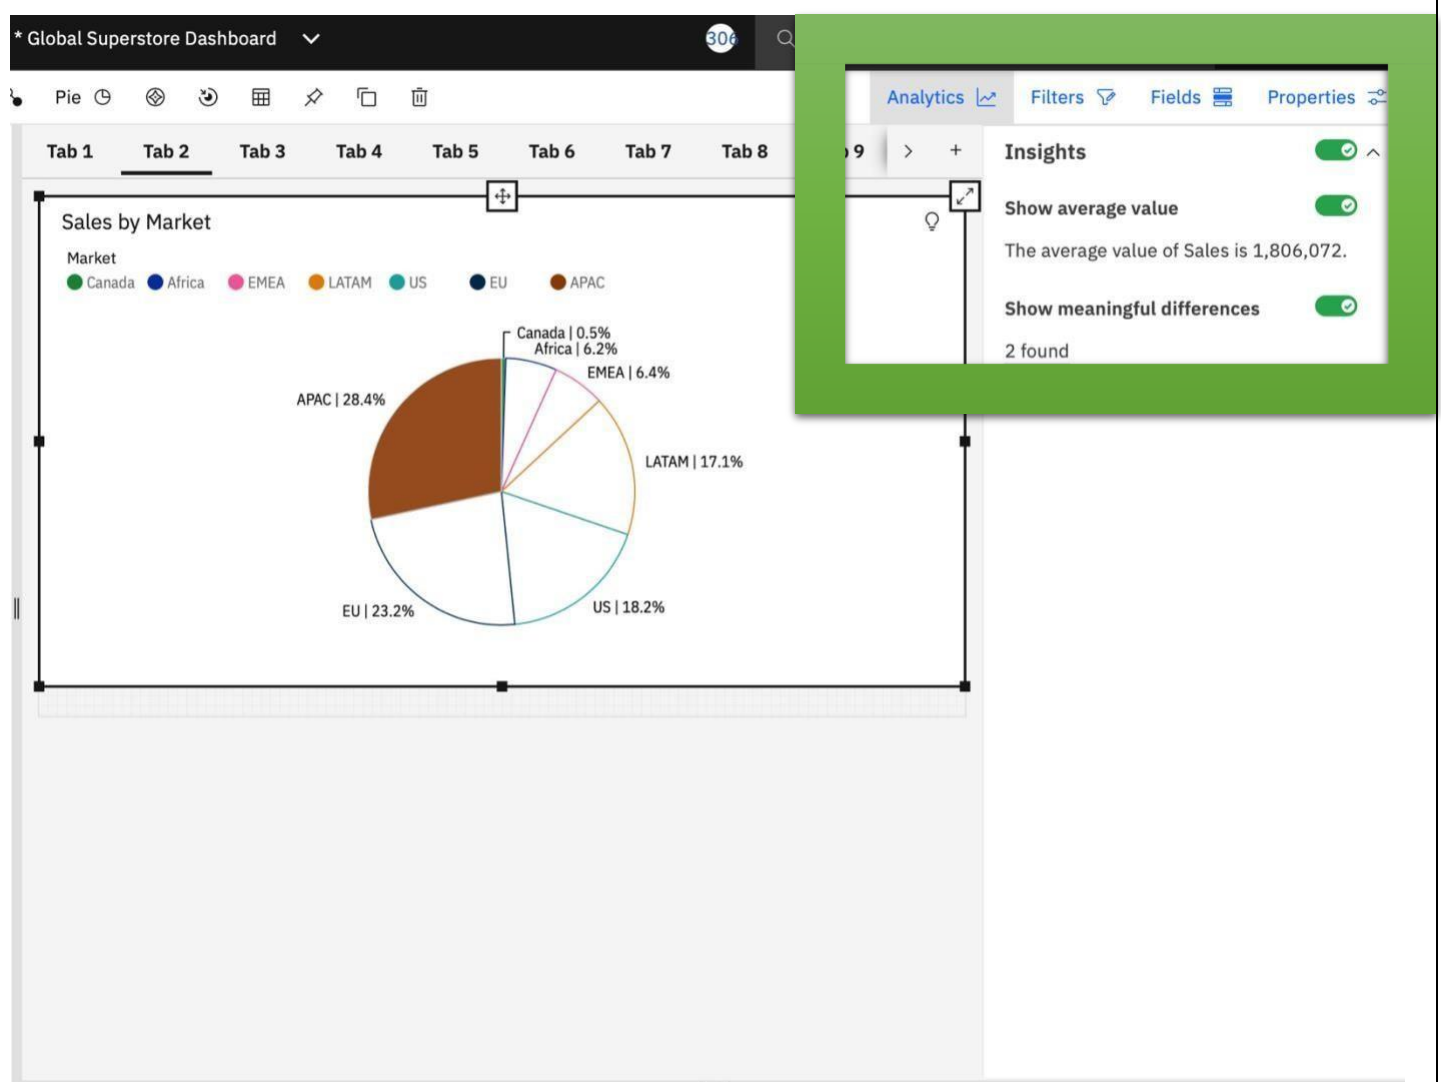 * Global Superstore Dashboard
306
Pie
Analytics Filters Fields Properties
Tab 1 Tab 2 Tab 3 Tab 4 Tab 5 Tab 6 Tab 7 Tab 8 9 +
Insights
Sales by Market
Show average value
The average value of Sales is 1,806,072.
Show meaningful differences
2 found
Market
Canada Africa EMEA LATAM US EU APAC
Canada | 0.5%
Africa | 6.2%
EMEA | 6.4%
APAC | 28.4%
LATAM | 17.1%
EU | 23.2%
US | 18.2%